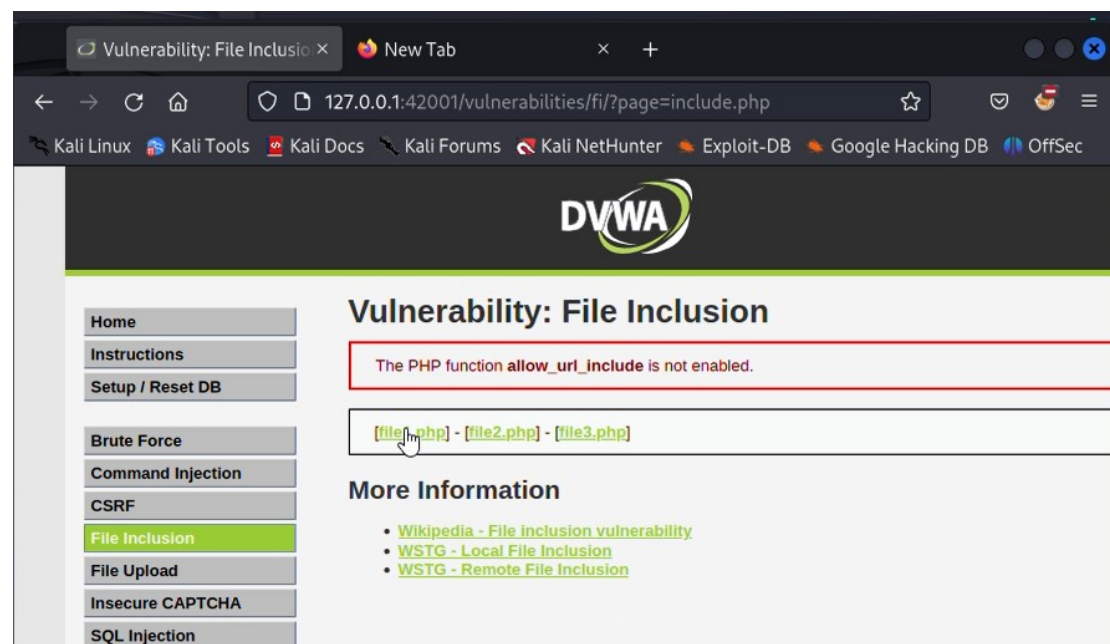 Vulnerability: File Inclusio
New Tab
127.0.0.1:42001/vulnerabilities/fi/?page=include.php
Kali Linux Kali Tools Kali Docs Kali Forums Kali NetHunter Exploit-DB Google Hacking DB OffSec
DVWA
Vulnerability: File Inclusion
The PHP function allow_url_include is not enabled.
[file1.php] - [file2.php] - [file3.php]
More Information
• Wikipedia - File inclusion vulnerability
• WSTG - Local File Inclusion
• WSTG - Remote File Inclusion
Home
Instructions
Setup / Reset DB
Brute Force
Command Injection
CSRF
File Inclusion
File Upload
Insecure CAPTCHA
SQL Injection